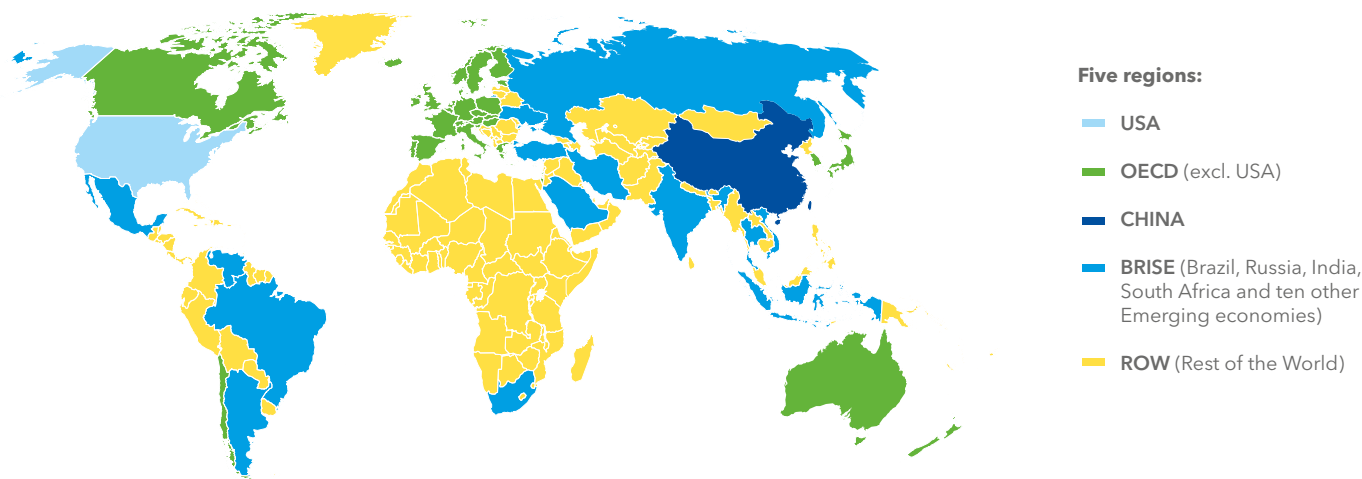 Five regions:
USA
OECD (excl. USA)
CHINA
BRISE (Brazil, Russia, India,
South Africa and ten other
Emerging economies)
ROW (Rest of the World)